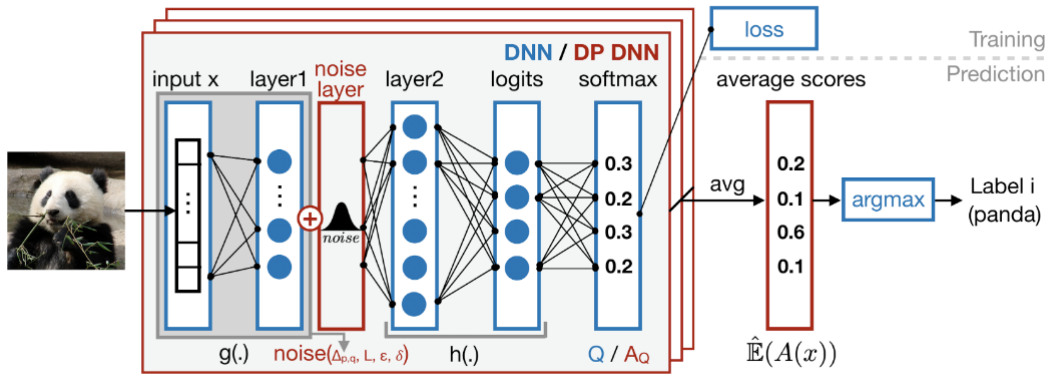 DNN / DP DNN
loss
Training
Prediction
input x
layer1
noise
layer
layer2
logits
softmax
average scores
noise
0.3
0.2
0.3
0.2
avg
0.2
0.1
0.6
0.1
argmax
Label i
(panda)
g(.)
noise(Δp,q, L, ε, δ)
h(.)
Q / AQ
Ê(A(x))